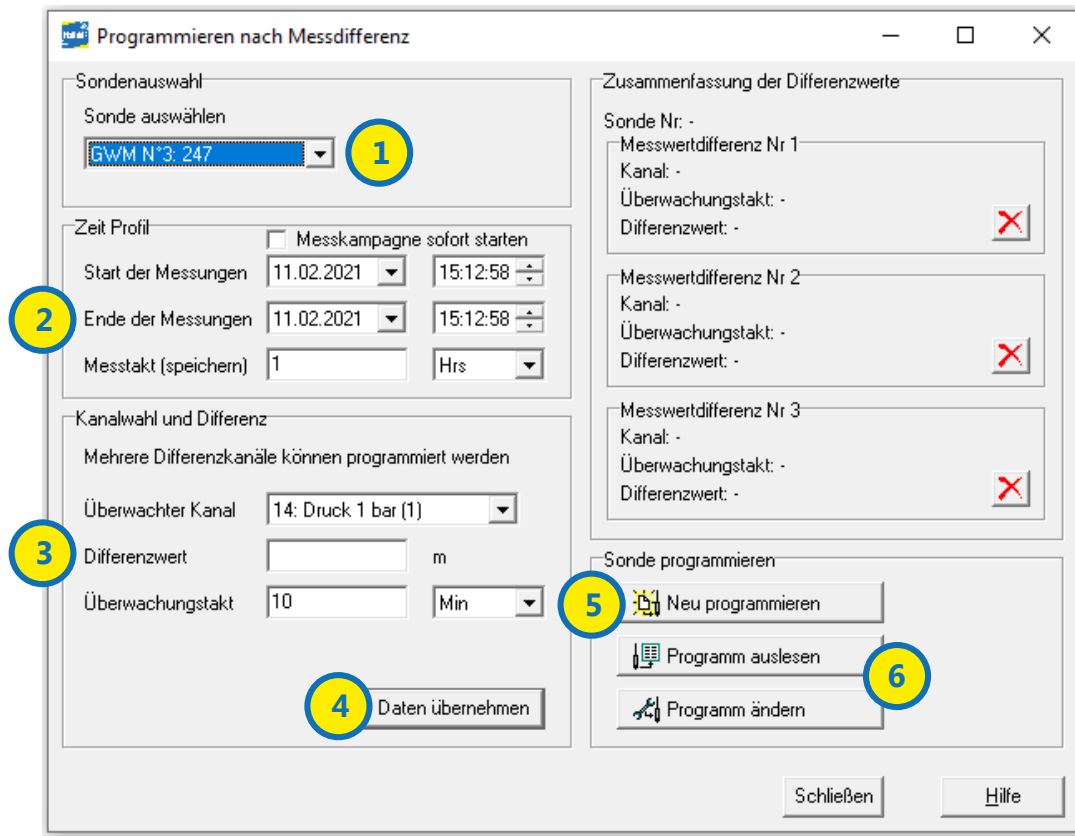 Programmieren nach Messdifferenz
Sondenauswahl
Sonde auswählen
GWM N°3: 247
1
Zeit Profil
Messkampagne sofort starten
Start der Messungen 11.02.2021 15:12:58
2
Ende der Messungen 11.02.2021 15:12:58
Messtakt (speichern) 1 Hrs
Kanalwahl und Differenz
Mehrere Differenzkanäle können programmiert werden
Überwachter Kanal 14: Druck 1 bar (1)
3
Differenzwert m
Überwachungstakt 10 Min
4
Daten übernehmen
Zusammenfassung der Differenzwerte
Sonde Nr: -
Messwertdifferenz Nr 1
Kanal: -
Überwachungstakt: -
Differenzwert: -
Messwertdifferenz Nr 2
Kanal: -
Überwachungstakt: -
Differenzwert: -
Messwertdifferenz Nr 3
Kanal: -
Überwachungstakt: -
Differenzwert: -
Sonde programmieren
5
Neu programmieren
Programm auslesen
6
Programm ändern
Schließen
Hilfe